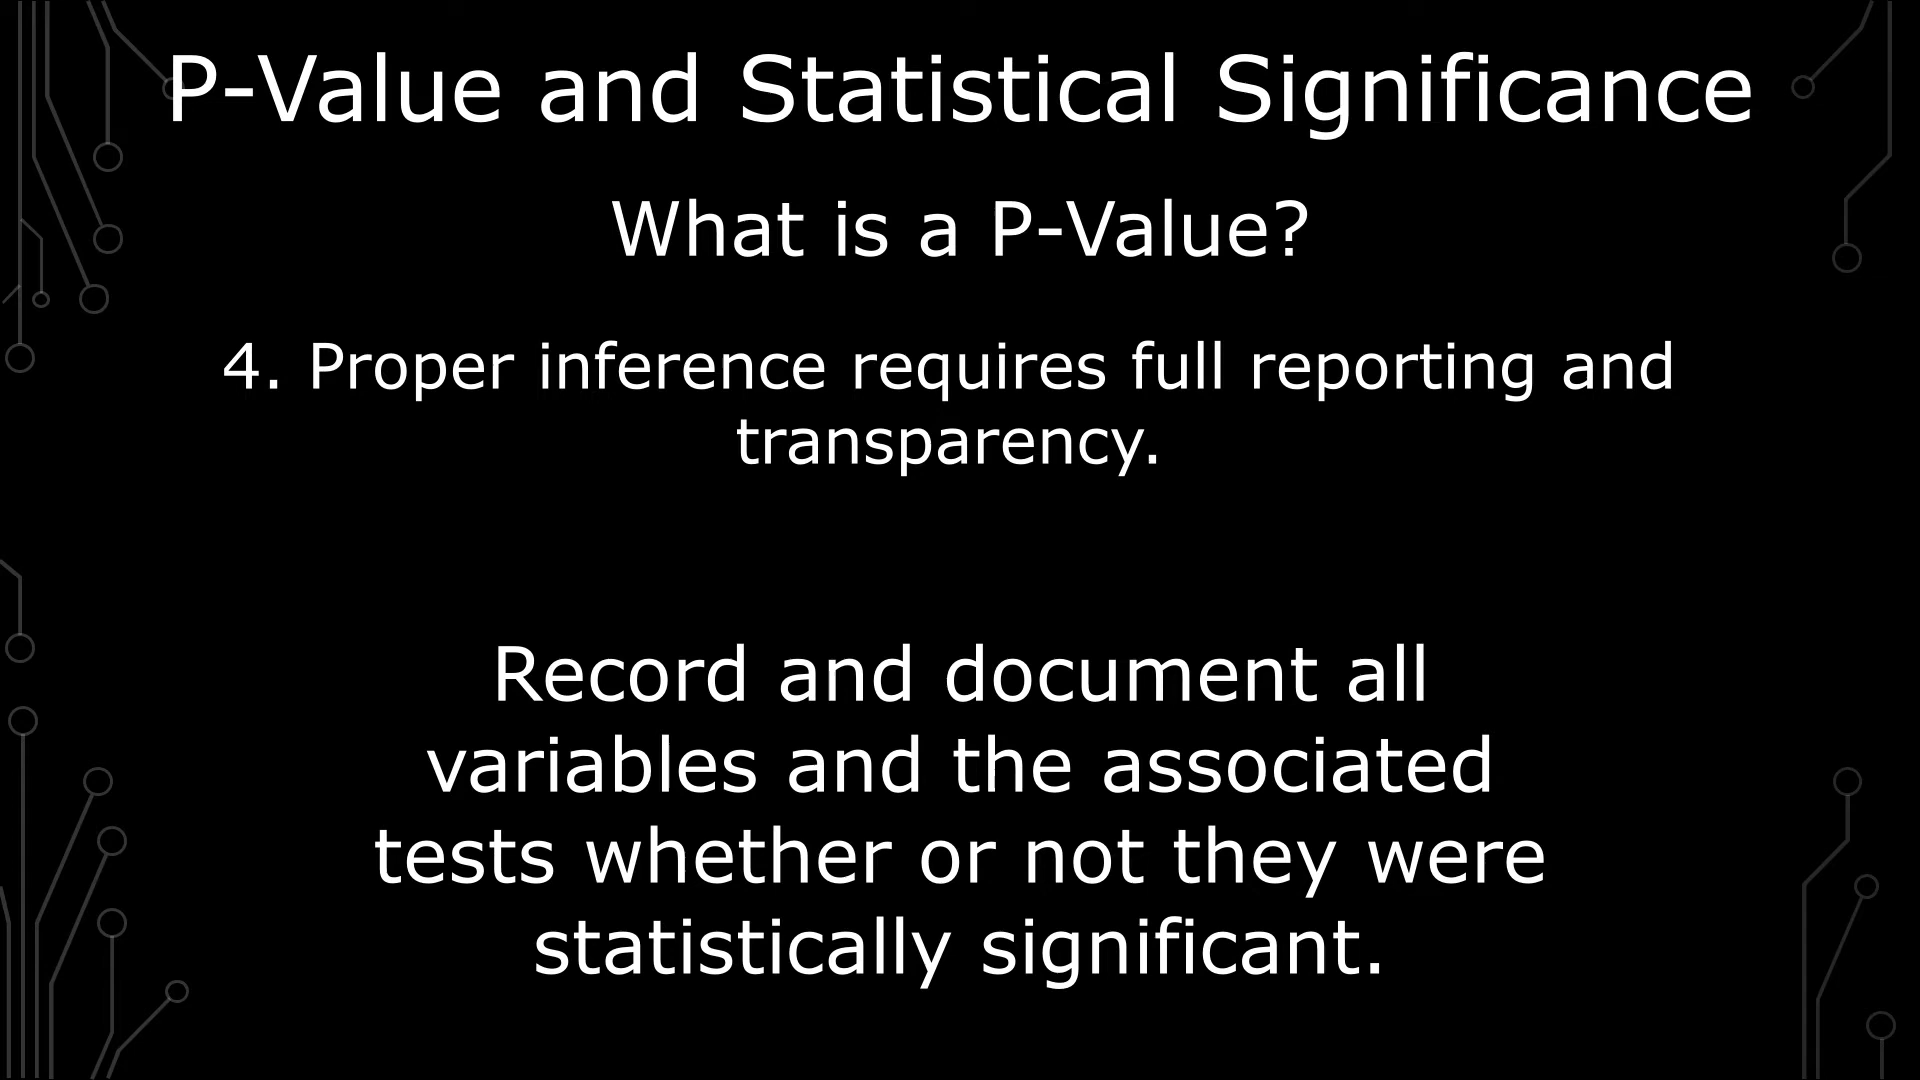 P-Value and Statistical Significance
What is a P-Value?
4. Proper inference requires full reporting and
transparency.
Record and document all
variables and the associated
tests whether or not they were
statistically significant.